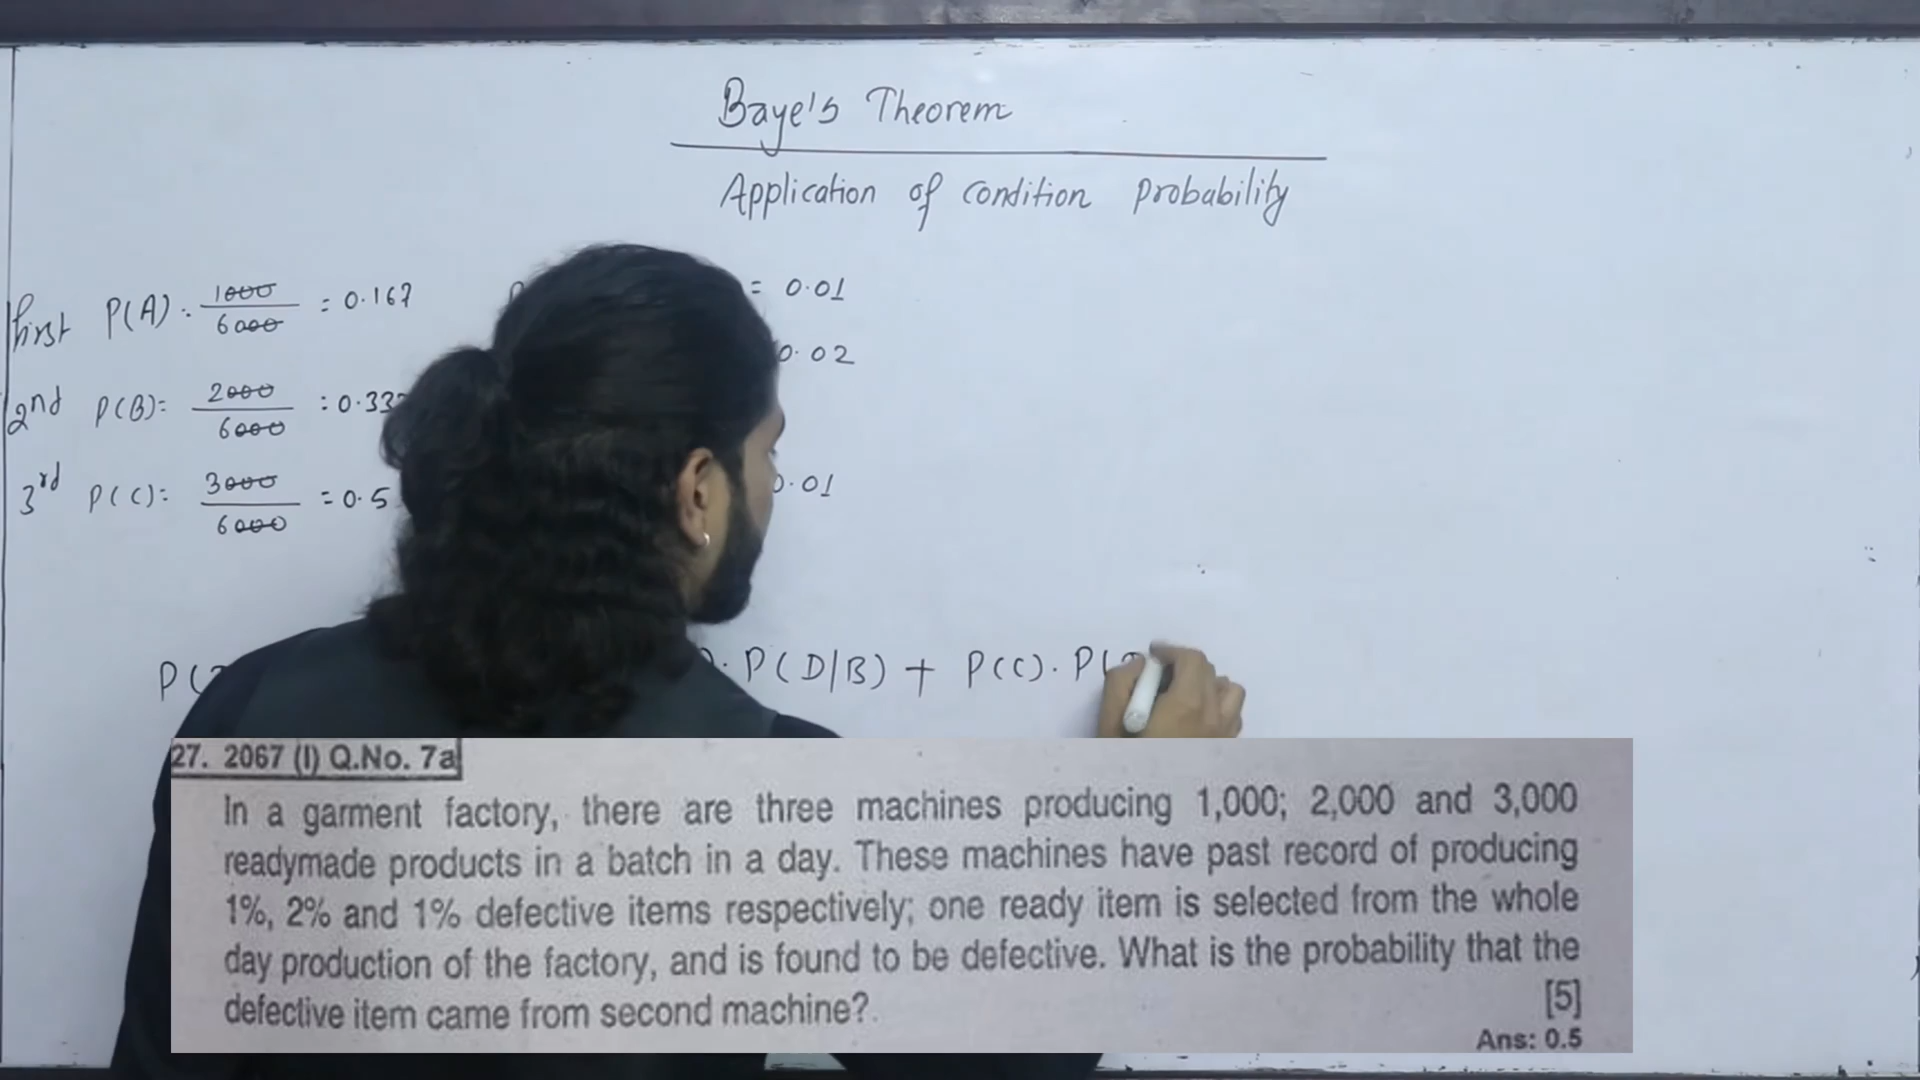 Baye's Theorem
Application of condition probability
first P(A) : 1000/6000 = 0.167
= 0.01
2nd P(B) = 2000/6000 : 0.33
0.02
3rd P(C) = 3000/6000 = 0.5
0.01
P( . P(D/B) + P(C) . P(
27. 2067 (I) Q.No. 7a
In a garment factory, there are three machines producing 1,000; 2,000 and 3,000
readymade products in a batch in a day. These machines have past record of producing
1%, 2% and 1% defective items respectively; one ready item is selected from the whole
day production of the factory, and is found to be defective. What is the probability that the
defective item came from second machine?
[5]
Ans: 0.5